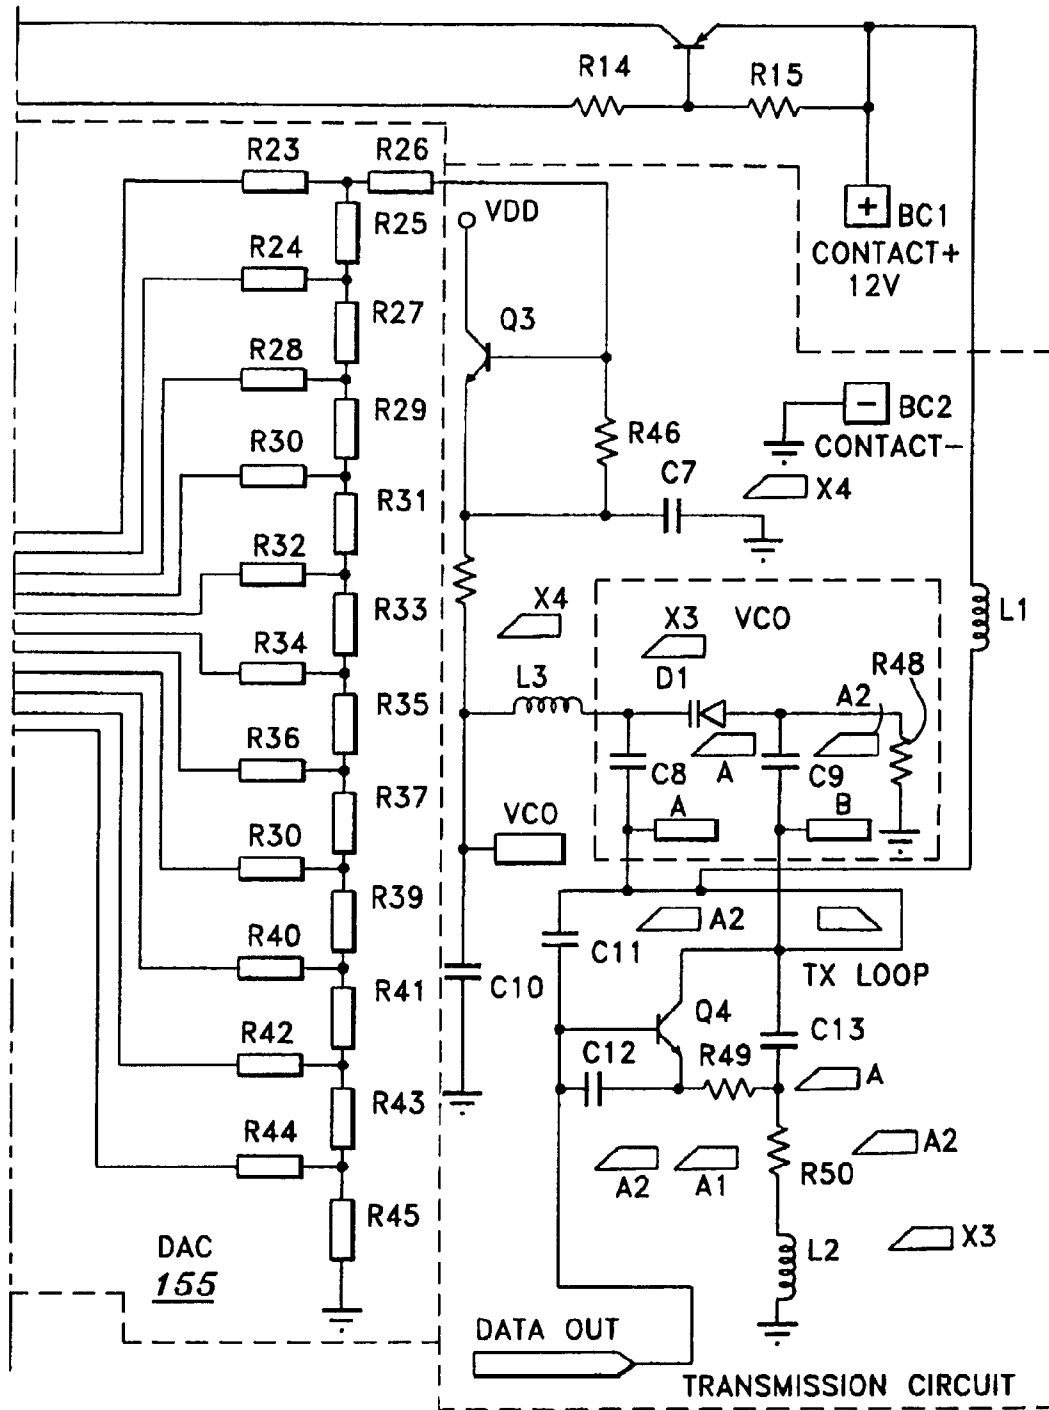 R14
R15
R23
R26
+
BC1
CONTACT+
12V
R25
VDD
R24
R27
Q3
R28
R29
-
BC2
CONTACT-
R46
R30
C7
X4
R31
R32
X4
VCO
L1
R33
X3
R34
L3
D1
R48
R35
A2
R36
C8
A
C9
R37
A
B
VCO
R30
R39
A2
R40
C11
TX LOOP
R41
C10
Q4
C13
R42
C12
R49
A
R43
R44
A2
A2
A1
R50
R45
X3
L2
DAC
155
DATA OUT
TRANSMISSION CIRCUIT